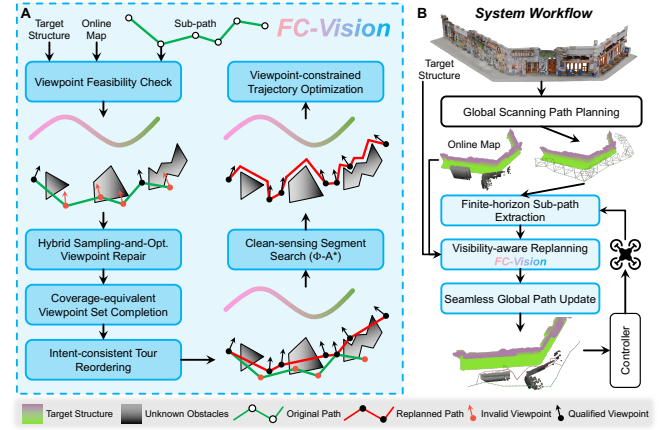 A
Target
Structure
Online
Map
Sub-path
FC-Vision
Viewpoint Feasibility Check
Viewpoint-constrained
Trajectory Optimization
Hybrid Sampling-and-Opt.
Viewpoint Repair
Clean-sensing Segment
Search (Φ-A*)
Coverage-equivalent
Viewpoint Set Completion
Intent-consistent Tour
Reordering
B
System Workflow
Target
Structure
Global Scanning Path Planning
Online Map
Finite-horizon Sub-path
Extraction
Visibility-aware Replanning
FC-Vision
Seamless Global Path Update
Controller
Target Structure
Unknown Obstacles
Original Path
Replanned Path
Invalid Viewpoint
Qualified Viewpoint